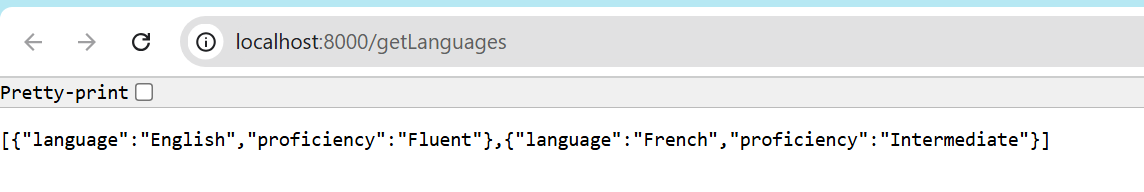 localhost:8000/getLanguages
Pretty-print
[{"language":"English","proficiency":"Fluent"},{"language":"French","proficiency":"Intermediate"}]